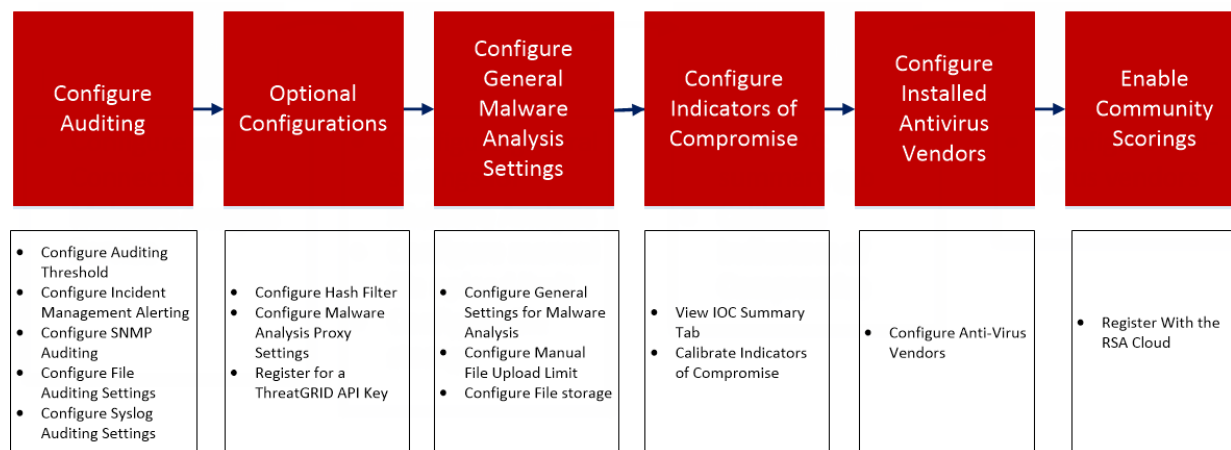 Configure
Auditing
Optional
Configurations
Configure
General
Malware
Analysis
Settings
Configure
Indicators of
Compromise
Configure
Installed
Antivirus
Vendors
Enable
Community
Scorings
• Configure Auditing
Threshold
• Configure Incident
Management Alerting
• Configure SNMP
Auditing
• Configure File
Auditing Settings
• Configure Syslog
Auditing Settings
• Configure Hash Filter
• Configure Malware
Analysis Proxy
Settings
• Register for a
ThreatGRID API Key
• Configure General
Settings for Malware
Analysis
• Configure Manual
File Upload Limit
• Configure File storage
• View IOC Summary
Tab
• Calibrate Indicators
of Compromise
• Configure Anti-Virus
Vendors
• Register With the
RSA Cloud